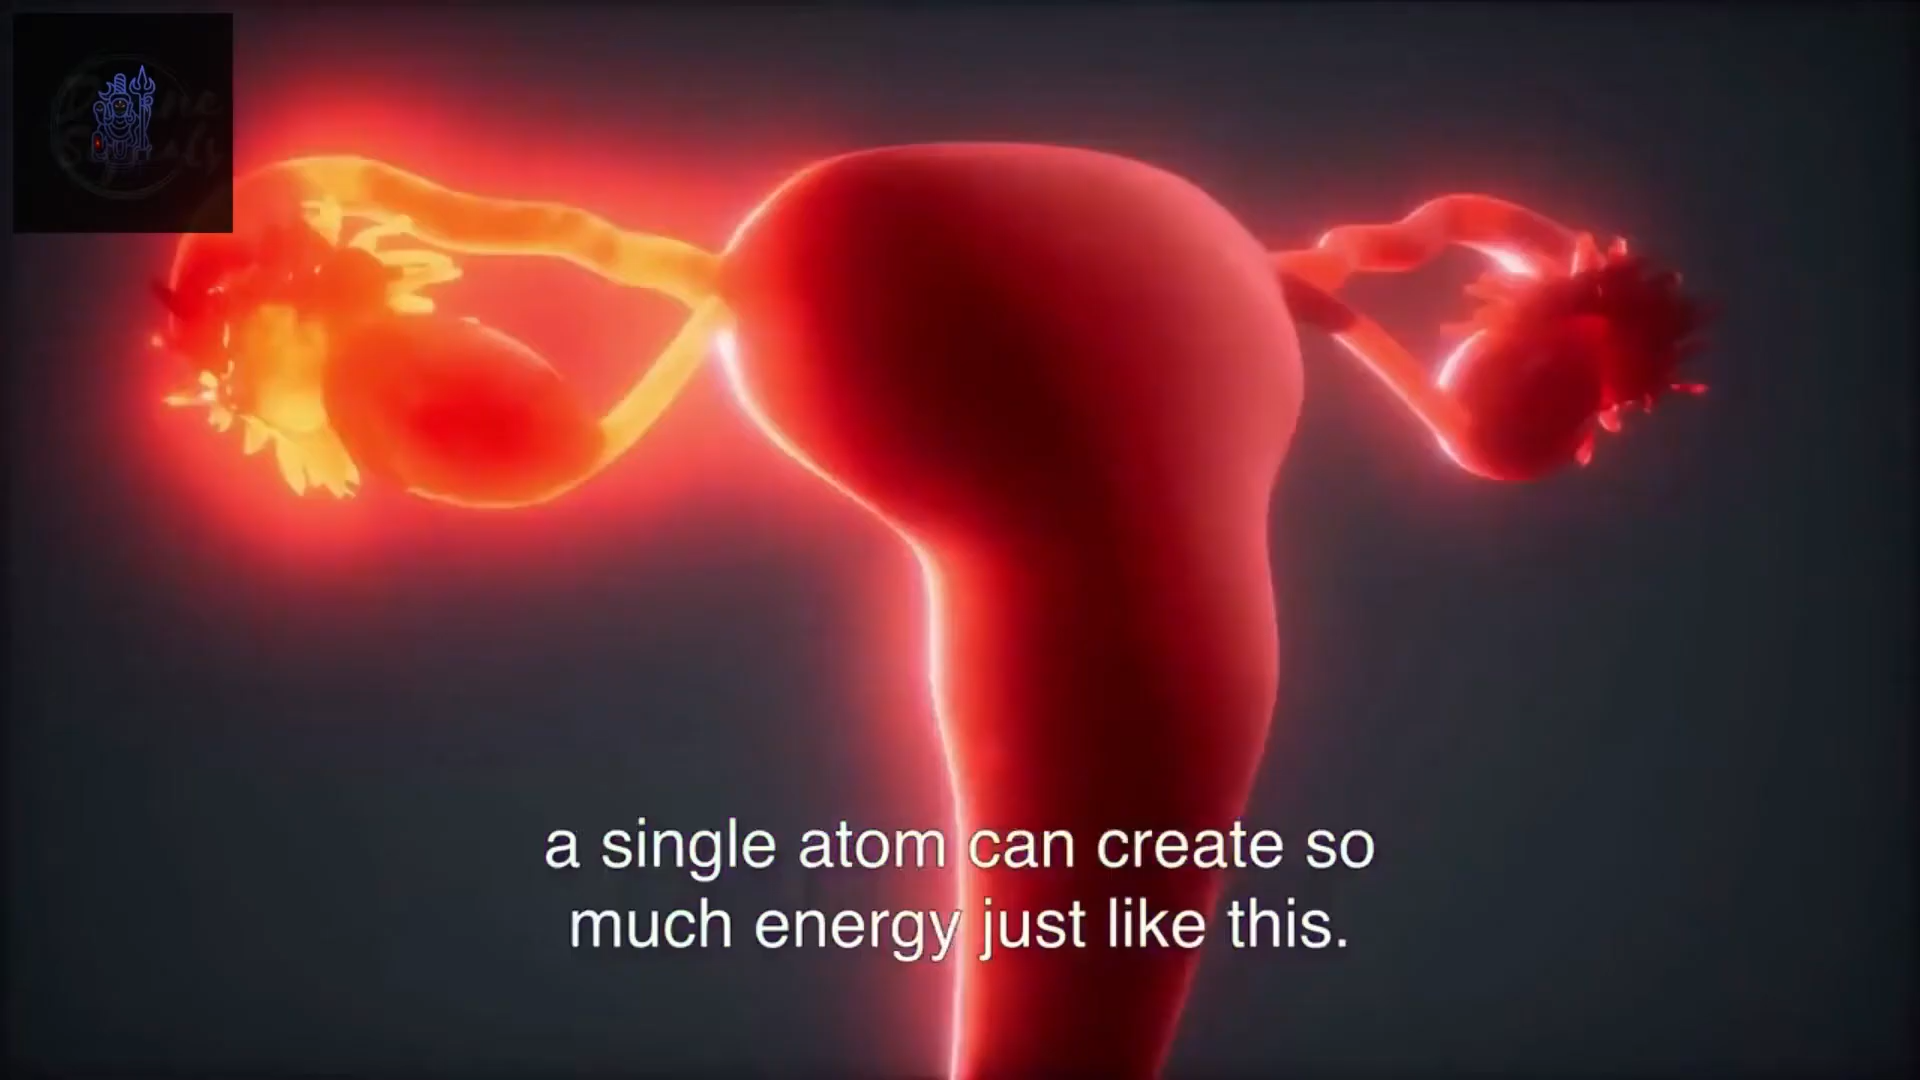 a single atom can create so
much energy just like this.